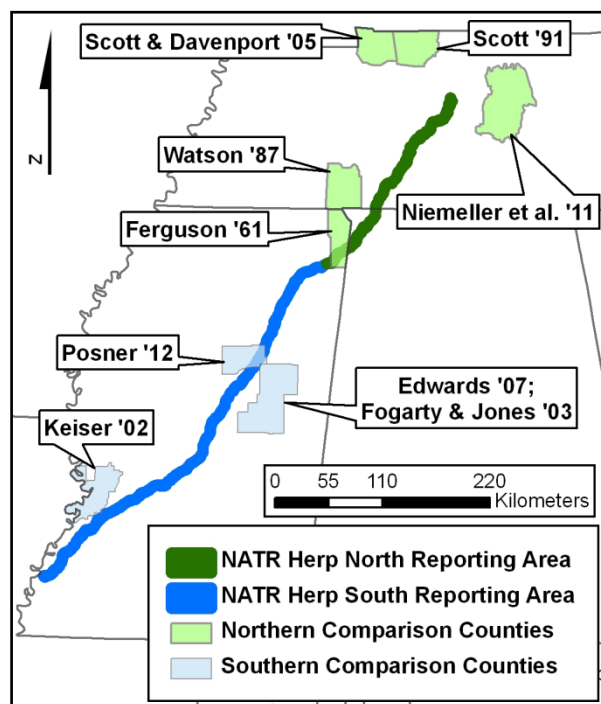 Scott & Davenport '05
Scott '91
N
Watson '87
Niemeller et al. '11
Ferguson '61
Posner '12
Edwards '07;
Fogarty & Jones '03
Keiser '02
0 55 110 220
Kilometers
NATR Herp North Reporting Area
NATR Herp South Reporting Area
Northern Comparison Counties
Southern Comparison Counties